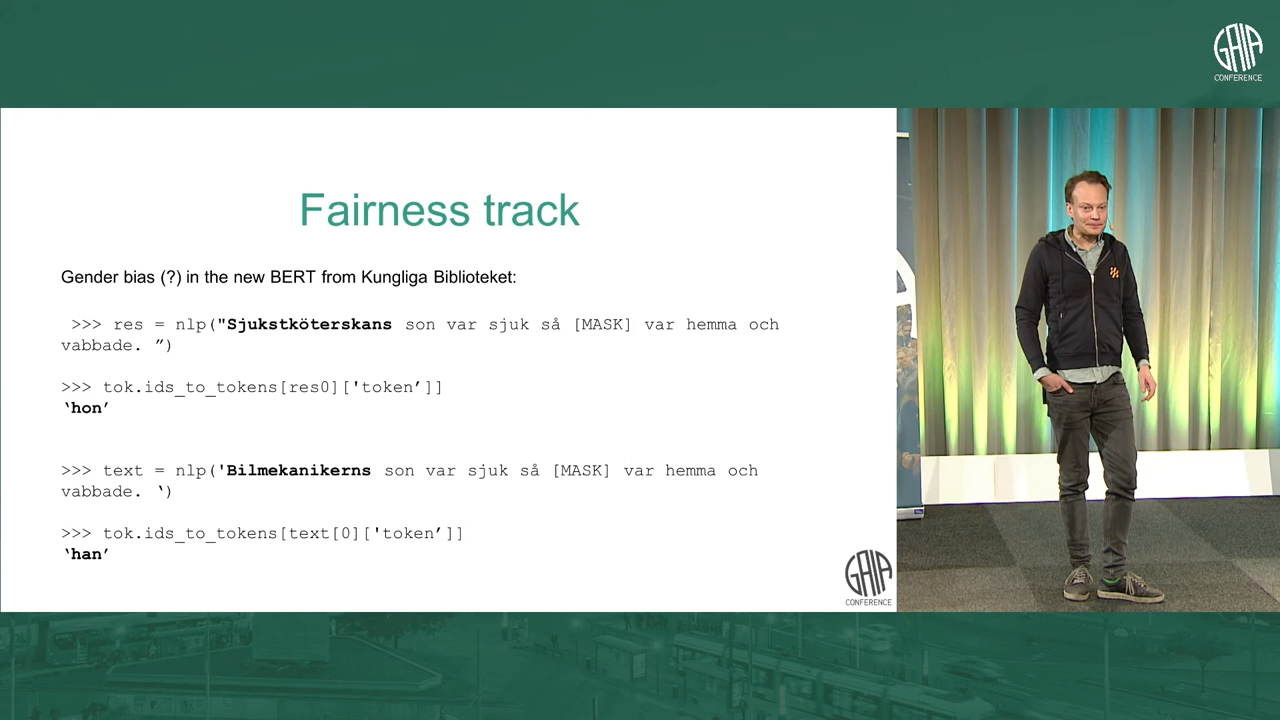 GAIA
CONFERENCE
Fairness track
Gender bias (?) in the new BERT from Kungliga Biblioteket:
>>> res = nlp("Sjukstköterskans son var sjuk så [MASK] var hemma och
vabbade. ”)
>>> tok.ids_to_tokens[res0]['token’]]
‘hon’
>>> text = nlp('Bilmekanikerns son var sjuk så [MASK] var hemma och
vabbade. ‘)
>>> tok.ids_to_tokens[text[0]['token’]]
‘han’
GAIA
CONFERENCE